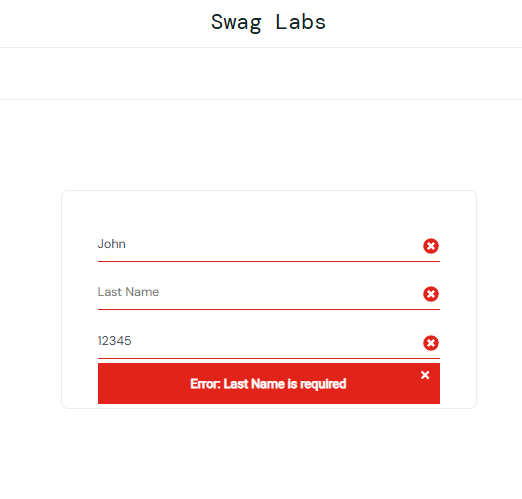 Swag Labs
John
Last Name
12345
Error: Last Name is required